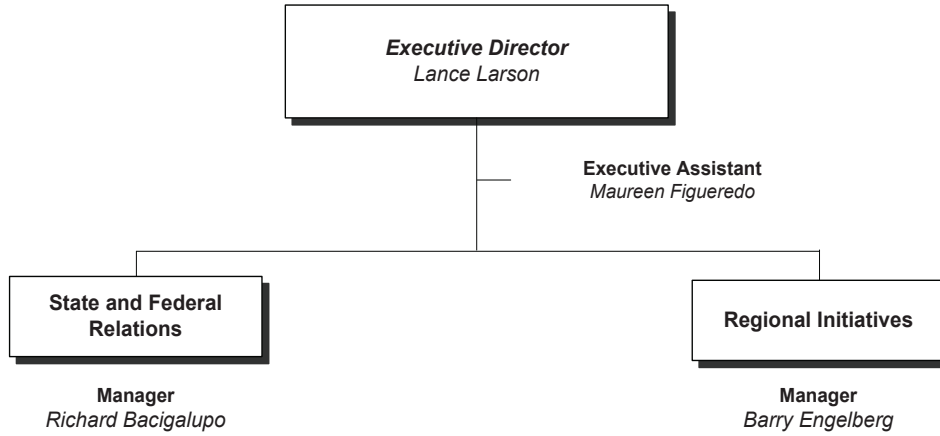 Executive Director
Lance Larson
Executive Assistant
Maureen Figueredo
State and Federal
Relations
Manager
Richard Bacigalupo
Regional Initiatives
Manager
Barry Engelberg